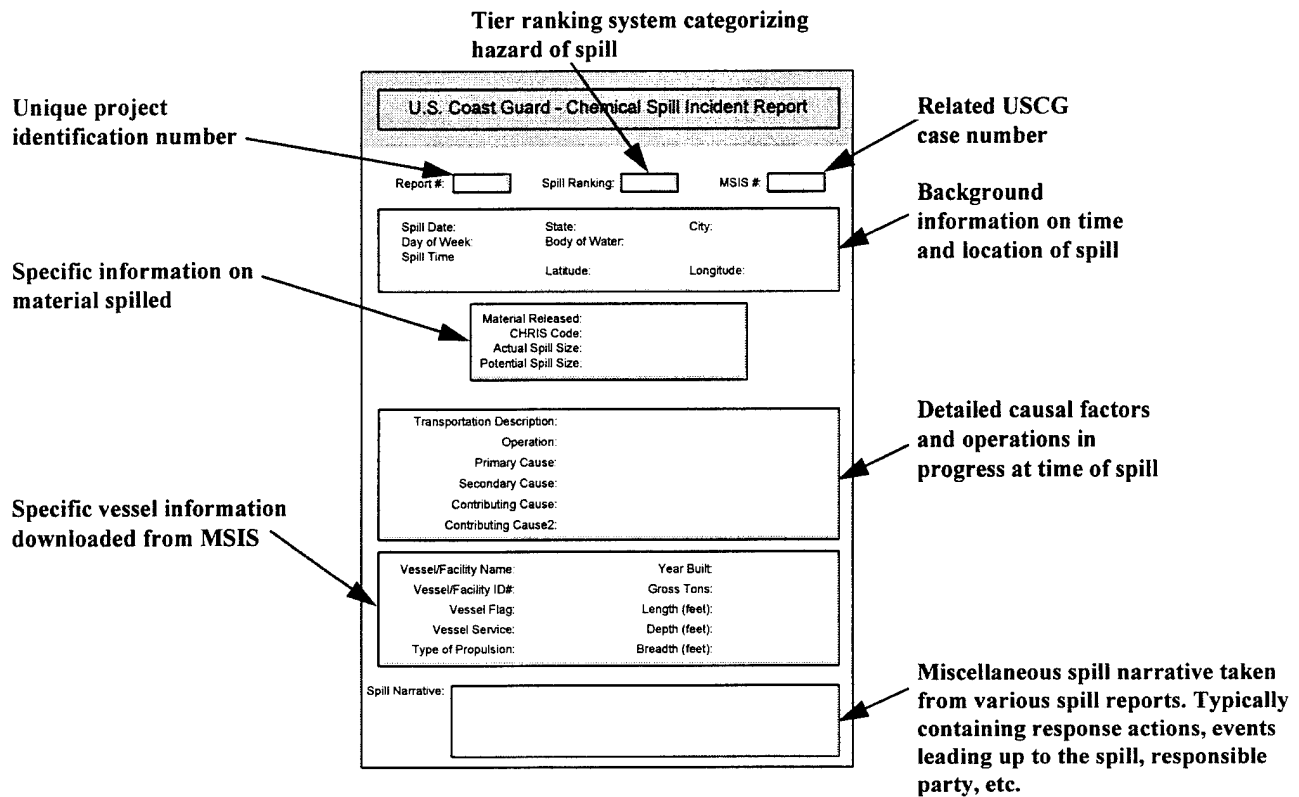 Tier ranking system categorizing
hazard of spill
Unique project
identification number
Related USCG
case number
U.S. Coast Guard - Chemical Spill Incident Report
Report #: Spill Ranking: MSIS #:
Background
information on time
and location of spill
Spill Date: State: City:
Day of Week: Body of Water:
Spill Time
Latitude: Longitude:
Specific information on
material spilled
Material Released:
CHRIS Code:
Actual Spill Size:
Potential Spill Size:
Detailed causal factors
and operations in
progress at time of spill
Transportation Description:
Operation:
Primary Cause:
Secondary Cause:
Contributing Cause:
Contributing Cause2:
Specific vessel information
downloaded from MSIS
Vessel/Facility Name: Year Built:
Vessel/Facility ID#: Gross Tons:
Vessel Flag: Length (feet):
Vessel Service: Depth (feet):
Type of Propulsion: Breadth (feet):
Spill Narrative:
Miscellaneous spill narrative taken
from various spill reports. Typically
containing response actions, events
leading up to the spill, responsible
party, etc.